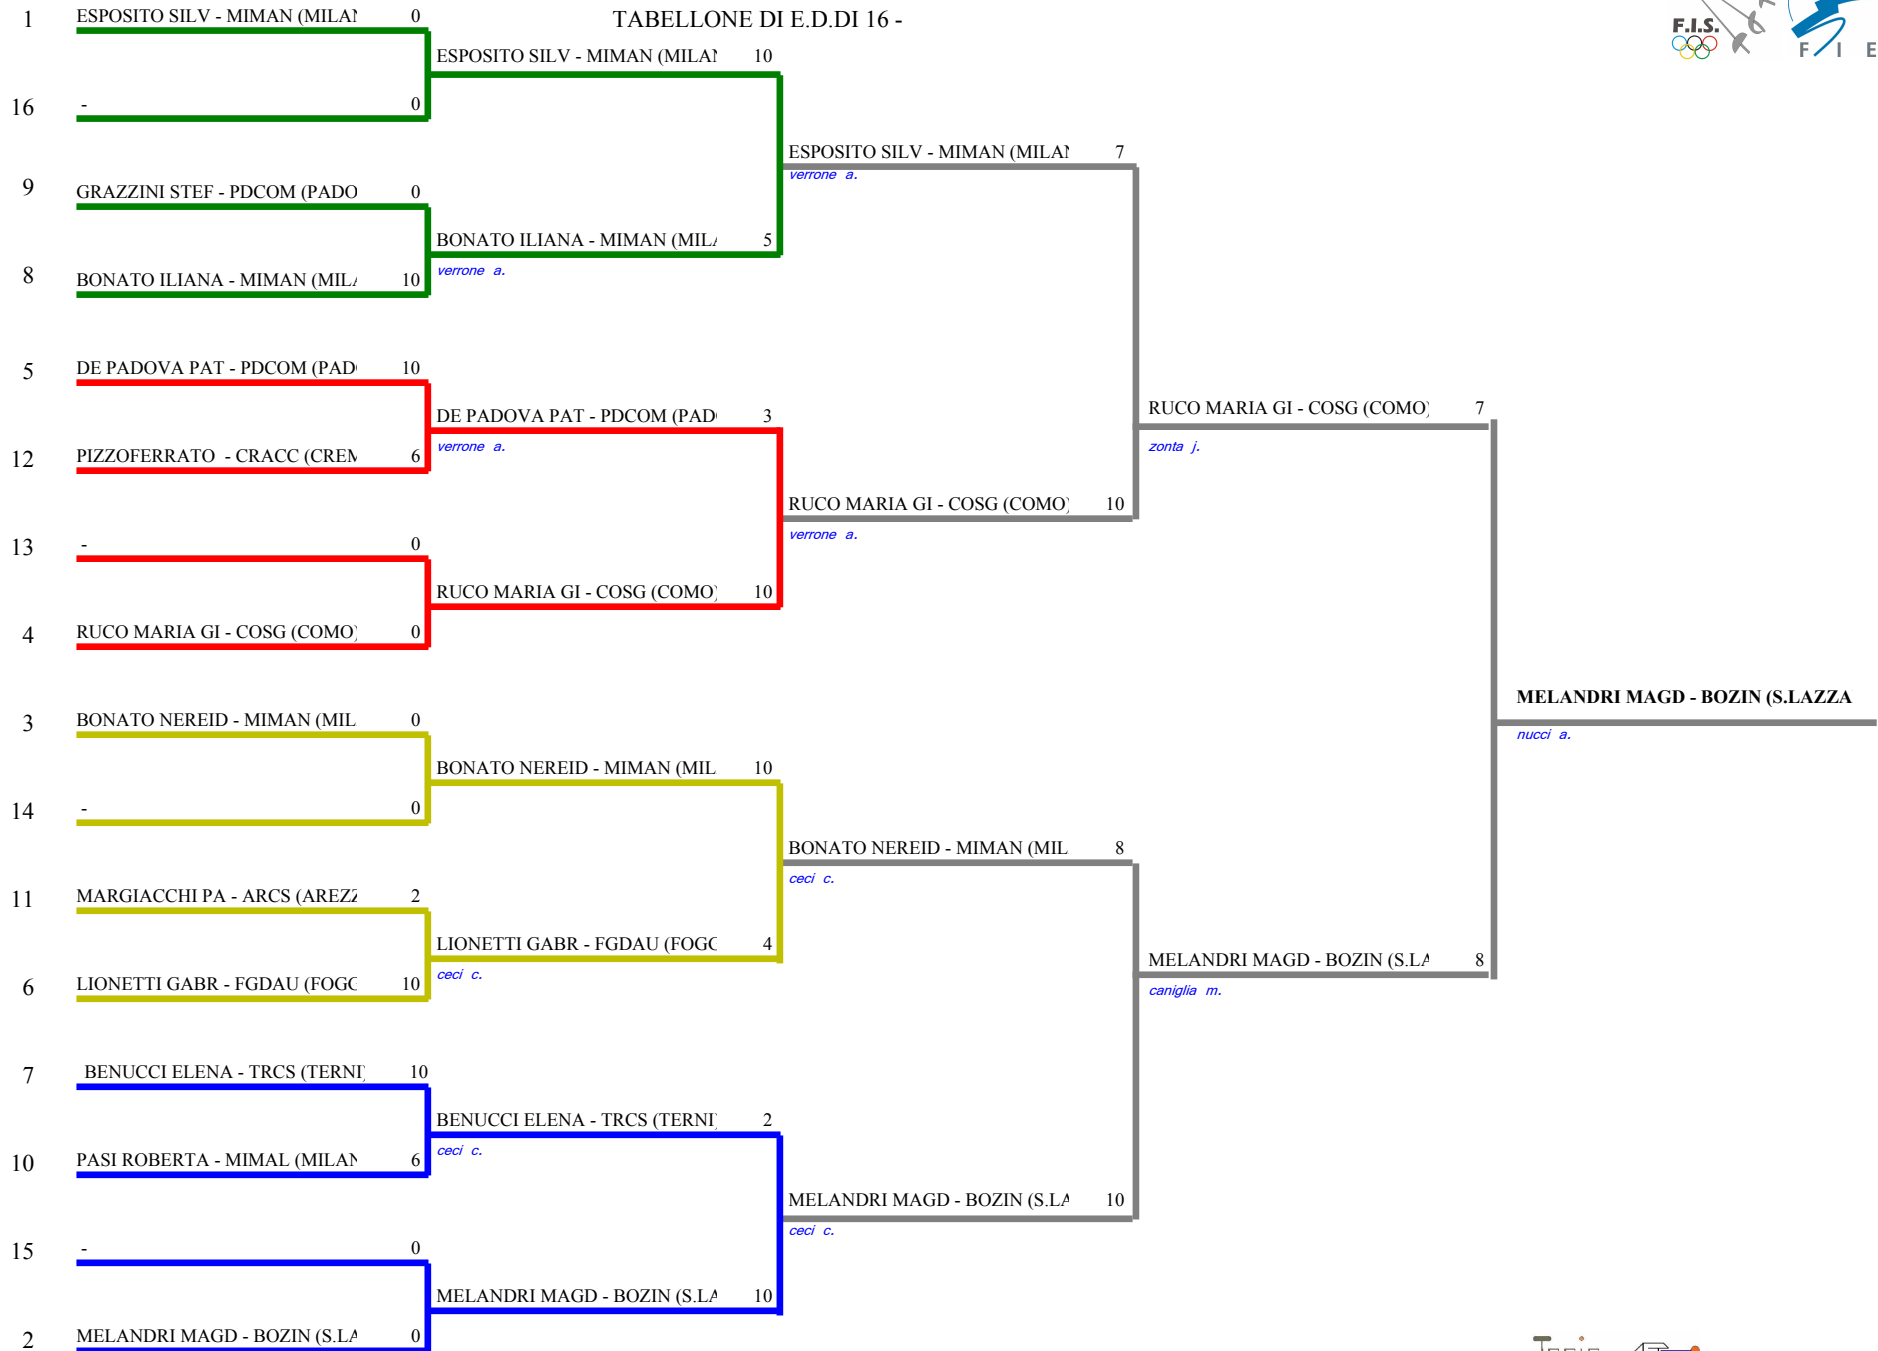 TABELLONE DI E.D.DI 16 -
F.I.S.
F I E
1 ESPOSITO SILV - MIMAN (MILAN 0
ESPOSITO SILV - MIMAN (MILAN 10
16 - 0
ESPOSITO SILV - MIMAN (MILAN 7
verrone a.
9 GRAZZINI STEF - PDCOM (PADO 0
BONATO ILIANA - MIMAN (MILA 5
verrone a.
8 BONATO ILIANA - MIMAN (MILA 10
5 DE PADOVA PAT - PDCOM (PAD 10
RUCO MARIA GI - COSG (COMO) 7
DE PADOVA PAT - PDCOM (PAD 3
verrone a.
zonta j.
12 PIZZOFERRATO - CRACC (CREM 6
RUCO MARIA GI - COSG (COMO) 10
verrone a.
13 - 0
RUCO MARIA GI - COSG (COMO) 10
4 RUCO MARIA GI - COSG (COMO) 0
MELANDRI MAGD - BOZIN (S.LAZZA
nucci a.
3 BONATO NEREID - MIMAN (MIL 0
BONATO NEREID - MIMAN (MIL 10
14 - 0
BONATO NEREID - MIMAN (MIL 8
ceci c.
11 MARGIACCHI PA - ARCS (AREZZ 2
LIONETTI GABR - FGDAU (FOGG 4
ceci c.
MELANDRI MAGD - BOZIN (S.LA 8
caniglia m.
6 LIONETTI GABR - FGDAU (FOGG 10
7 BENUCCI ELENA - TRCS (TERNI) 10
BENUCCI ELENA - TRCS (TERNI) 2
ceci c.
10 PASI ROBERTA - MIMAL (MILAN 6
MELANDRI MAGD - BOZIN (S.LA 10
ceci c.
15 - 0
MELANDRI MAGD - BOZIN (S.LA 10
2 MELANDRI MAGD - BOZIN (S.LA 0